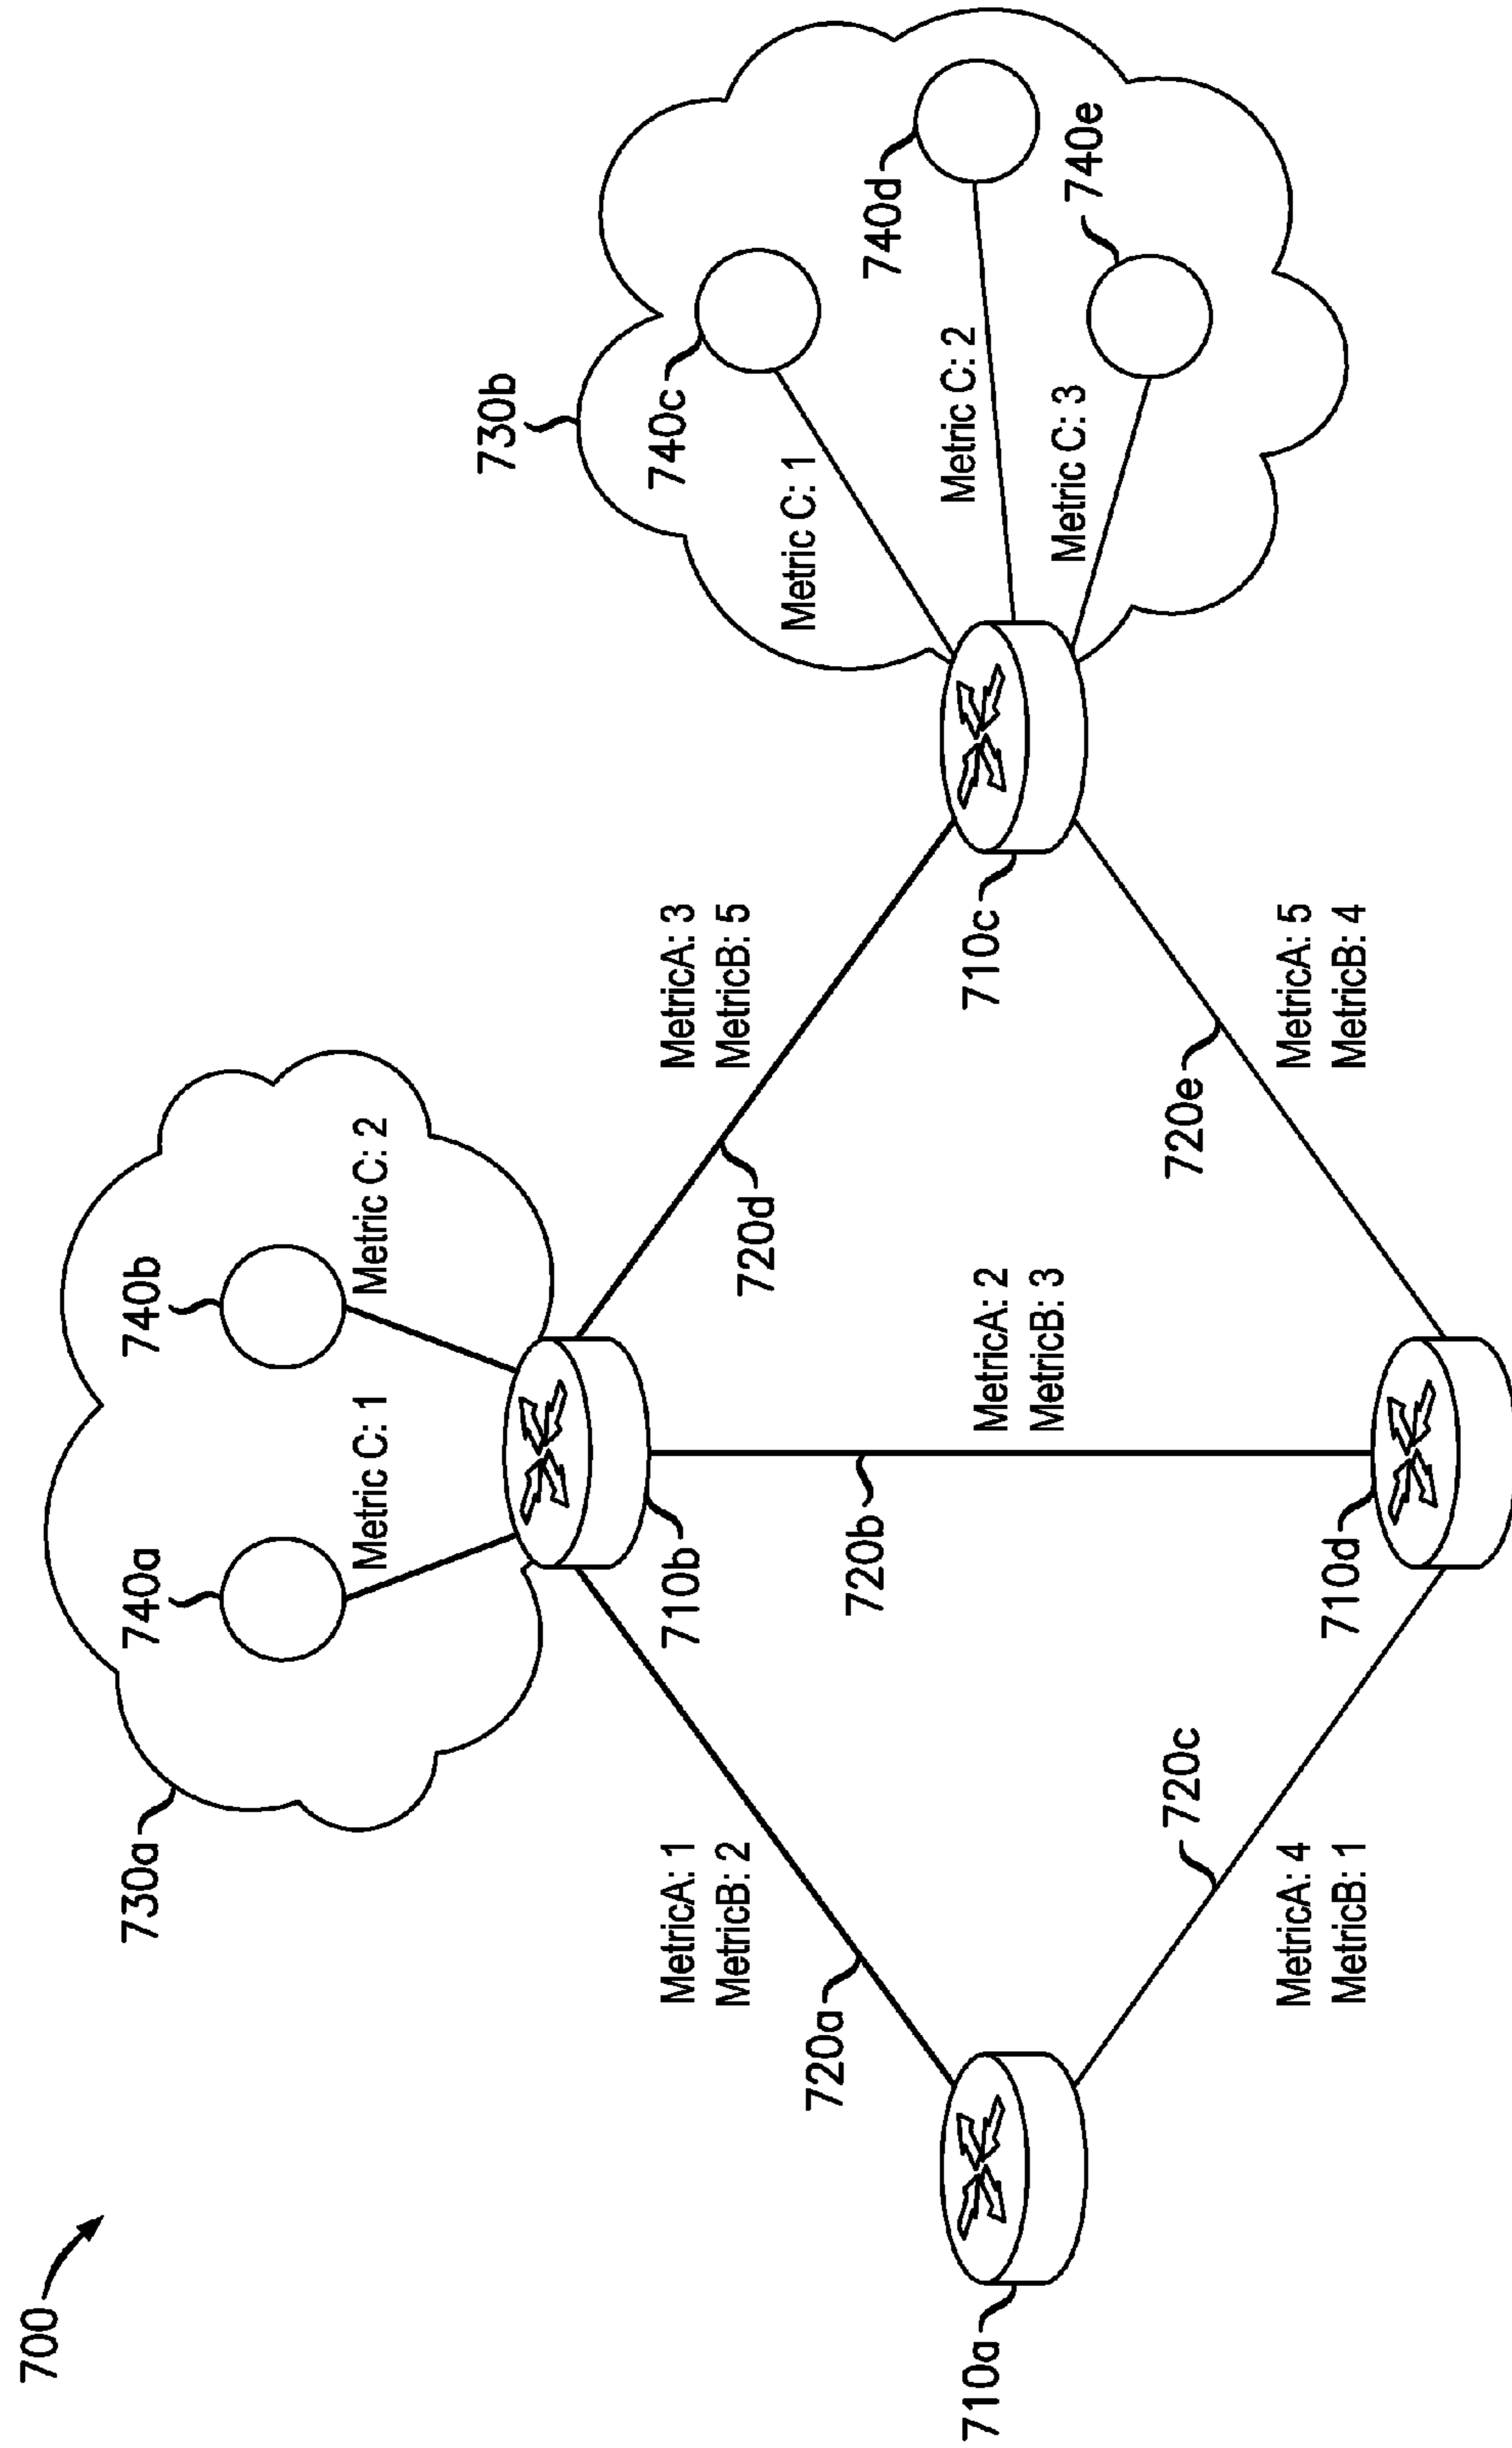 700
730a
740a
740b
Metric C: 1
Metric C: 2
730b
740c
740d
740e
Metric C: 1
Metric C: 2
Metric C: 3
MetricA: 1
MetricB: 2
720a
710b
720d
MetricA: 3
MetricB: 5
710a
720b
MetricA: 2
MetricB: 3
710c
720c
MetricA: 4
MetricB: 1
710d
720e
MetricA: 5
MetricB: 4